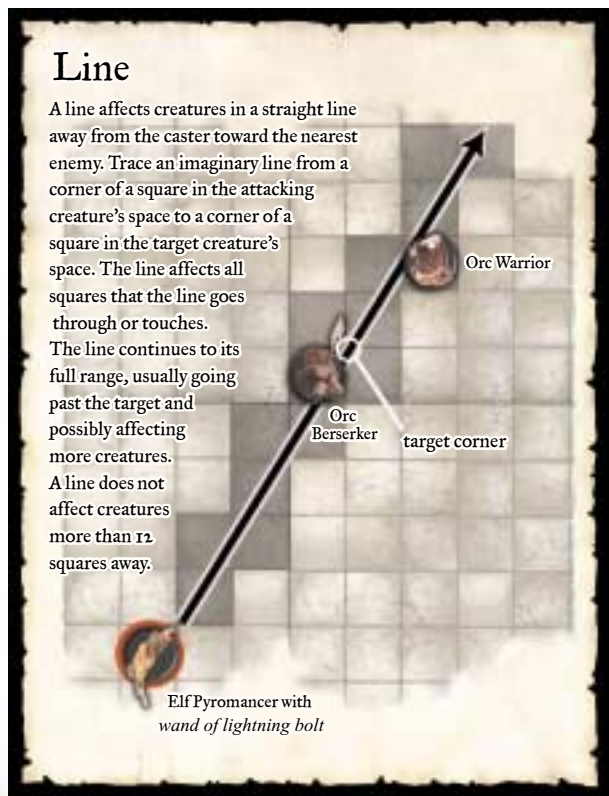 Line
A line affects creatures in a straight line
away from the caster toward the nearest
enemy. Trace an imaginary line from a
corner of a square in the attacking
creature's space to a corner of a
square in the target creature's
space. The line affects all
squares that the line goes
through or touches.
The line continues to its
full range, usually going
past the target and
possibly affecting
more creatures.
A line does not
affect creatures
more than 12
squares away.
Orc Warrior
Orc
Berserker
target corner
Elf Pyromancer with
wand of lightning bolt